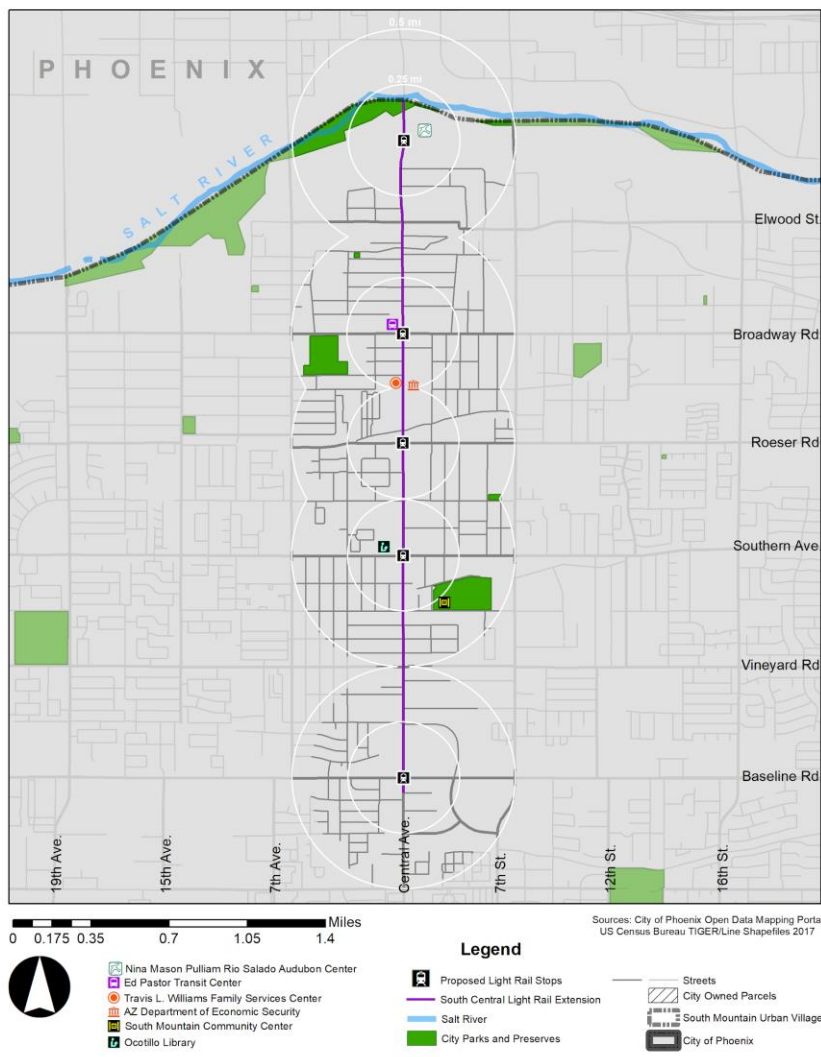 0.5 mi
PHOENIX
0.25 mi
SALT RIVER
Elwood St.
Broadway Rd
Roeser Rd
Southern Ave.
Vineyard Rd
Baseline Rd
19th Ave.
15th Ave.
7th Ave.
Central Ave.
7th St.
12th St.
16th St.
Miles
0 0.175 0.35 0.7 1.05 1.4
Sources: City of Phoenix Open Data Mapping Porta
US Census Bureau TIGER/Line Shapefiles 2017
Legend
Nina Mason Pulliam Rio Salado Audubon Center
Ed Pastor Transit Center
Travis L. Williams Family Services Center
AZ Department of Economic Security
South Mountain Community Center
Ocotillo Library
Proposed Light Rail Stops
South Central Light Rail Extension
Salt River
City Parks and Preserves
Streets
City Owned Parcels
South Mountain Urban Village
City of Phoenix